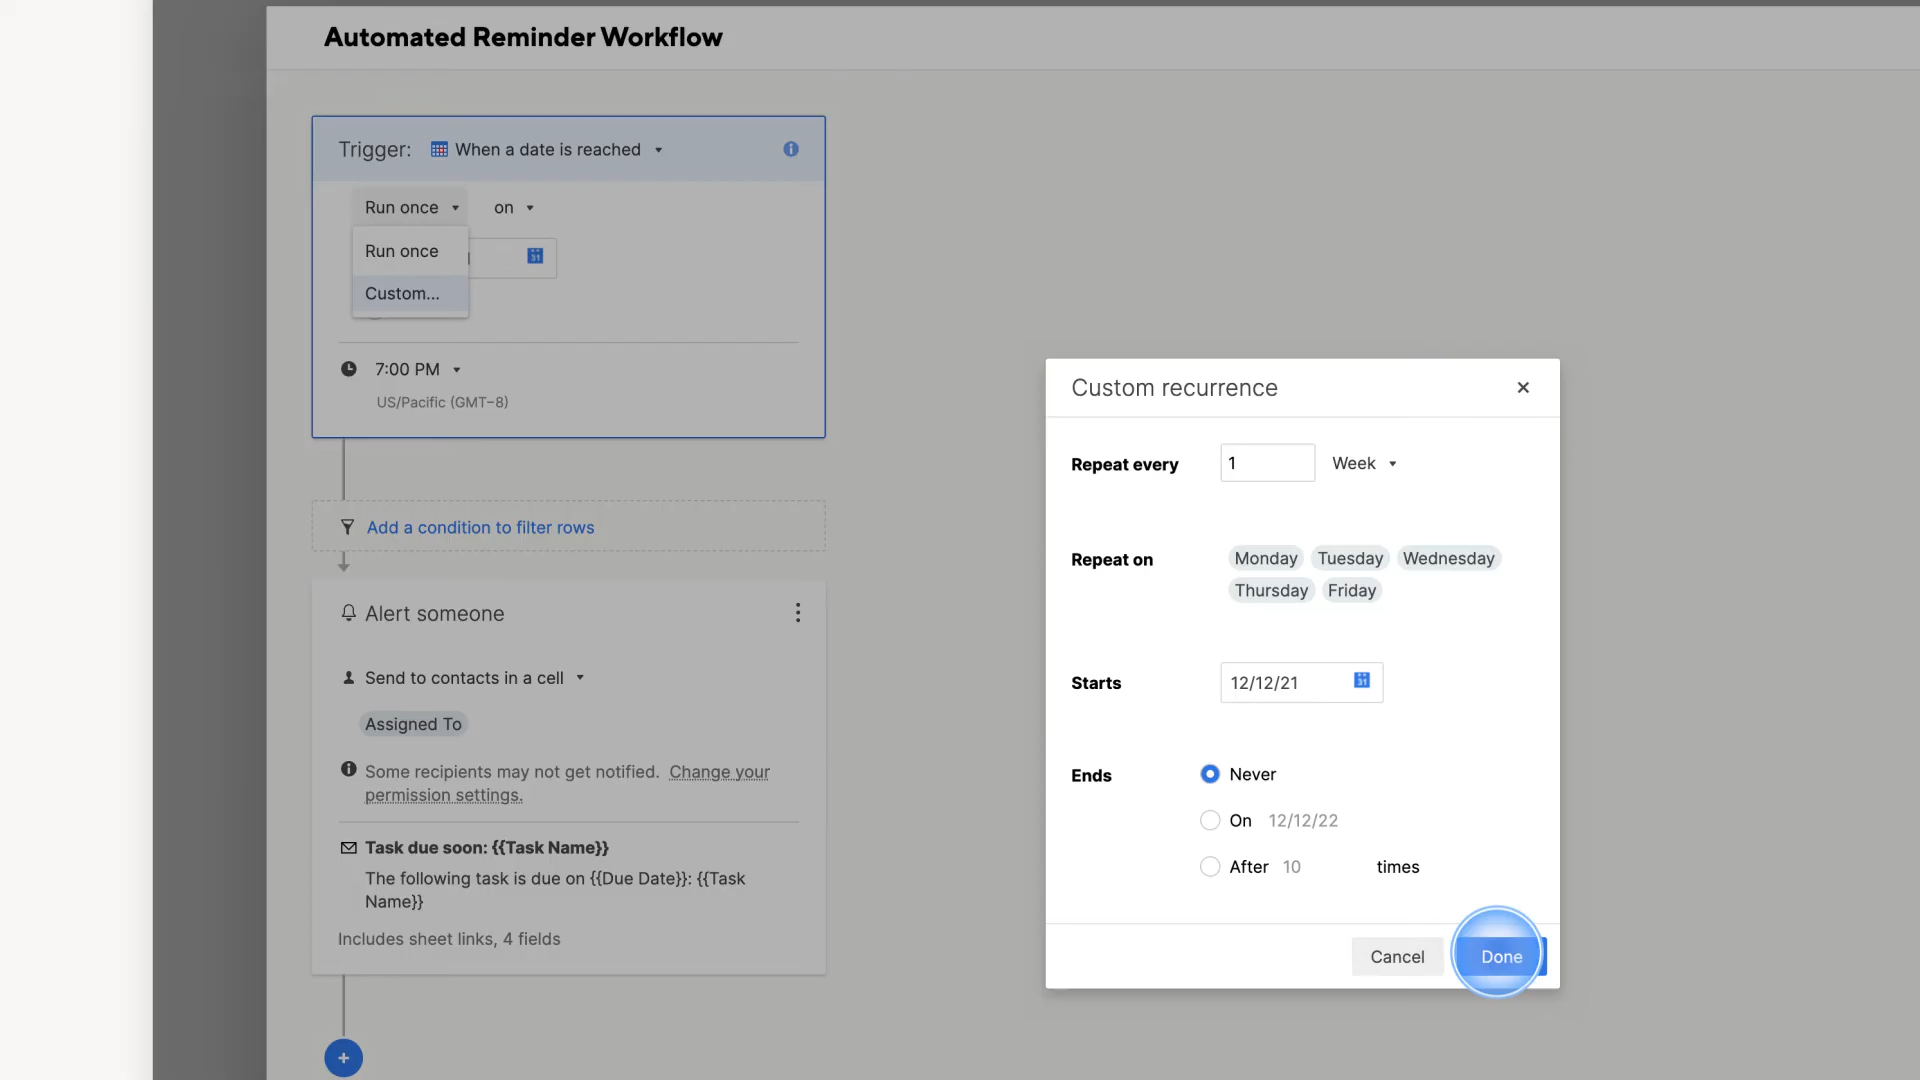 Automated Reminder Workflow
Trigger: When a date is reached
Run once on
Run once
31
Custom...
7:00 PM
US/Pacific (GMT-8)
Add a condition to filter rows
Alert someone
Send to contacts in a cell
Assigned To
Some recipients may not get notified. Change your
permission settings.
Task due soon: {{Task Name}}
The following task is due on {{Due Date}}: {{Task
Name}}
Includes sheet links, 4 fields
Custom recurrence
Repeat every 1 Week
Repeat on Monday Tuesday Wednesday
Thursday Friday
Starts 12/12/21 31
Ends Never
On 12/12/22
After 10 times
Cancel Done